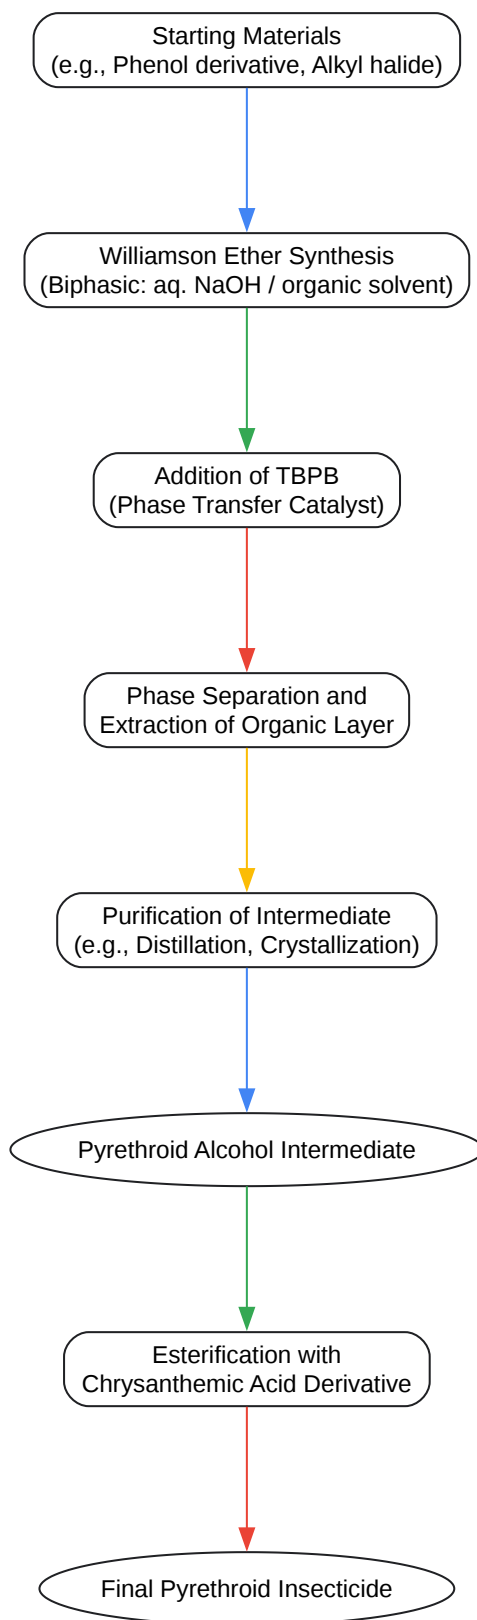 Starting Materials
(e.g., Phenol derivative, Alkyl halide)
Williamson Ether Synthesis
(Biphasic: aq. NaOH / organic solvent)
Addition of TBPB
(Phase Transfer Catalyst)
Phase Separation and
Extraction of Organic Layer
Purification of Intermediate
(e.g., Distillation, Crystallization)
Pyrethroid Alcohol Intermediate
Esterification with
Chrysanthemic Acid Derivative
Final Pyrethroid Insecticide